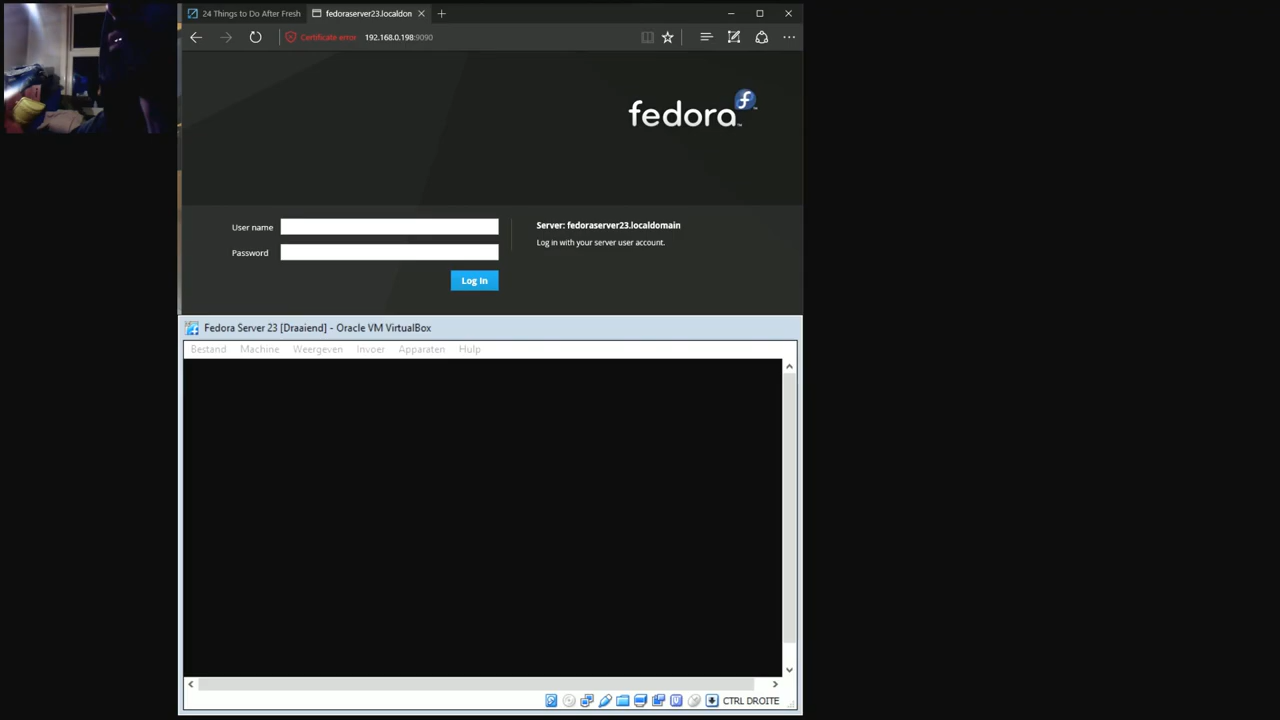 24 Things to Do After Fresh
fedoraserver23.localdon
Certificate error
192.168.0.198:9090
fedora
User name
Password
Log In
Server: fedoraserver23.localdomain
Log in with your server user account.
Fedora Server 23 [Draaiend] - Oracle VM VirtualBox
Bestand Machine Weergeven Invoer Apparaten Hulp
CTRL DROITE